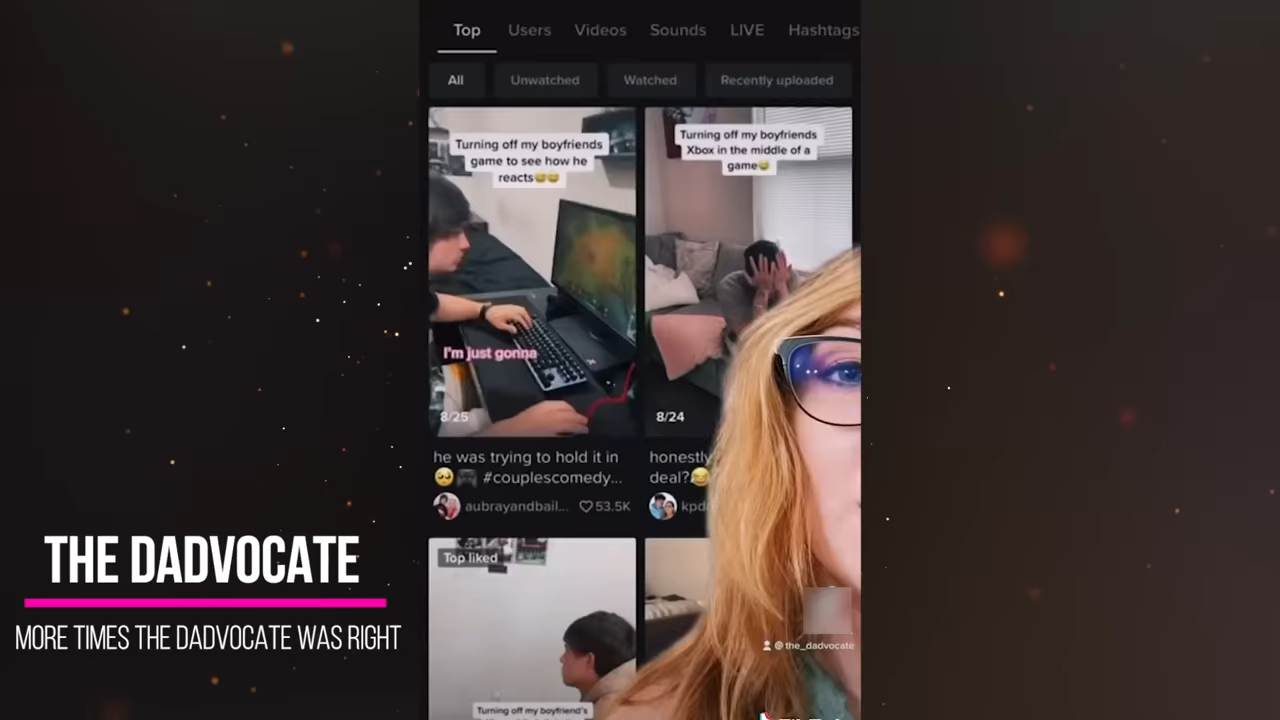 Top Users Videos Sounds LIVE Hashtags
All Unwatched Watched Recently uploaded
Turning off my boyfriends
game to see how he
reacts😅😅
I'm just gonna
8/25
he was trying to hold it in
🥺🎮 #couplescomedy...
aubrayandbail... 53.5K
Turning off my boyfriends
Xbox in the middle of a
game😅
8/24
honestly
deal?😂
Top liked
Turning off my boyfriend's
@the_dadvocate
THE DADVOCATE
MORE TIMES THE DADVOCATE WAS RIGHT